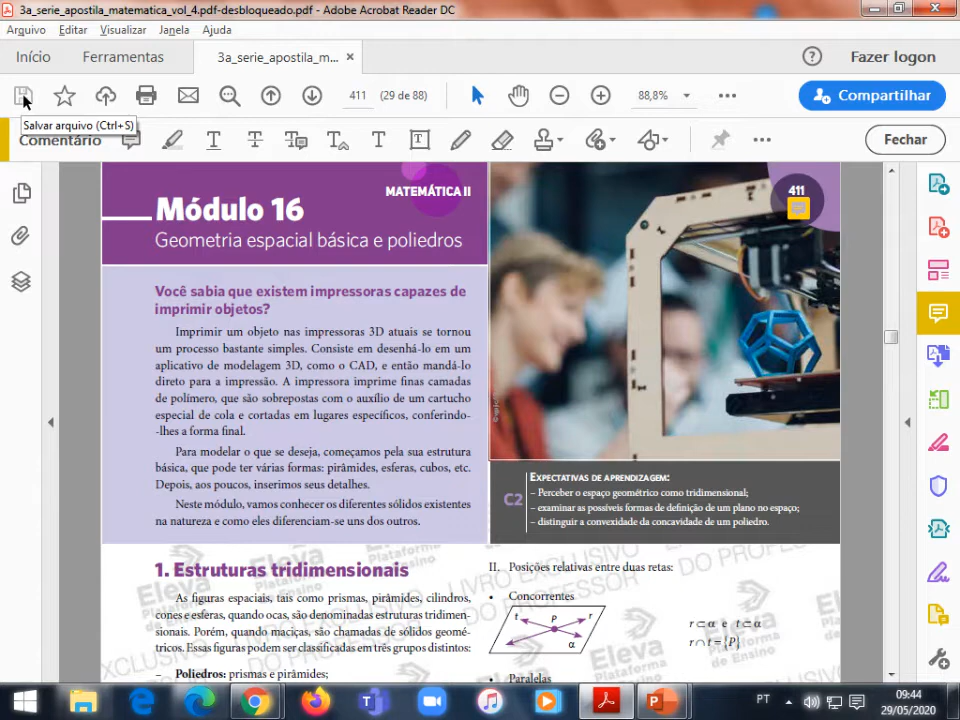 3a_serie_apostila_matematica_vol_4.pdf-desbloqueado.pdf - Adobe Acrobat Reader DC
Arquivo Editar Visualizar Janela Ajuda
Início Ferramentas 3a_serie_apostila_m... × Fazer logon
411 (29 de 88) 88,8% Compartilhar
Salvar arquivo (Ctrl+S)
Comentário Fechar
MATEMÁTICA II
411
Módulo 16
Geometria espacial básica e poliedros
Você sabia que existem impressoras capazes de
imprimir objetos?
Imprimir um objeto nas impressoras 3D atuais se tornou
um processo bastante simples. Consiste em desenhá-lo em um
aplicativo de modelagem 3D, como o CAD, e então mandá-lo
direto para a impressão. A impressora imprime finas camadas
de polímero, que são sobrepostas com o auxílio de um cartucho
especial de cola e cortadas em lugares específicos, conferindo-
-lhes a forma final.
Para modelar o que se deseja, começamos pela sua estrutura
básica, que pode ter várias formas: pirâmides, esferas, cubos, etc.
Depois, aos poucos, inserimos seus detalhes.
Neste módulo, vamos conhecer os diferentes sólidos existentes
na natureza e como eles diferenciam-se uns dos outros.
C2
EXPECTATIVAS DE APRENDIZAGEM:
– Perceber o espaço geométrico como tridimensional;
– examinar as possíveis formas de definição de um plano no espaço;
– distinguir a convexidade da concavidade de um poliedro.
1. Estruturas tridimensionais
As figuras espaciais, tais como prismas, pirâmides, cilindros,
cones e esferas, quando ocas, são denominadas estruturas tridimen-
sionais. Porém, quando maciças, são chamadas de sólidos geomé-
tricos. Essas figuras podem ser classificadas em três grupos distintos:
– Poliedros: prismas e pirâmides;
II. Posições relativas entre duas retas:
• Concorrentes
t P r α
r ⊂ α e t ⊂ α
r ∩ t = {P}
• Paralelas
Eleva Plataforma de Ensino
LIVRO EXCLUSIVO DO PROFESSOR
PT 09:44
29/05/2020